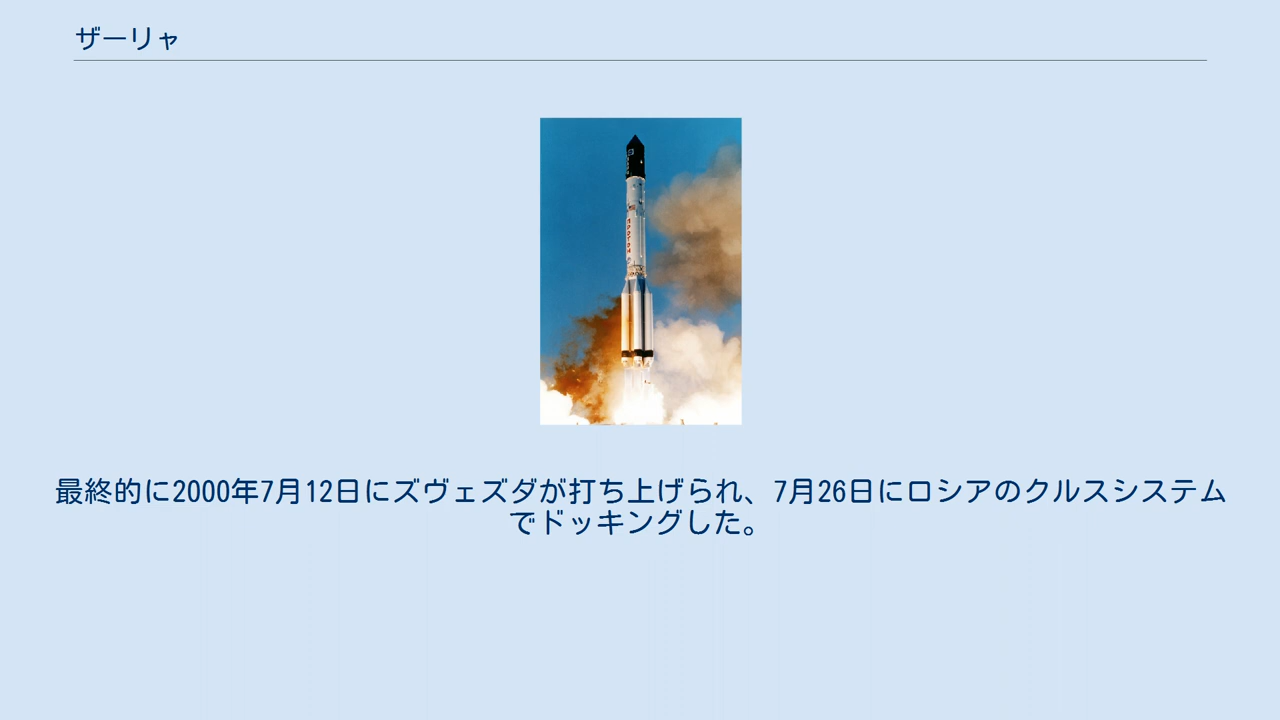 ザーリャ
最終的に2000年7月12日にズヴェズダが打ち上げられ、7月26日にロシアのクルスシステム
でドッキングした。